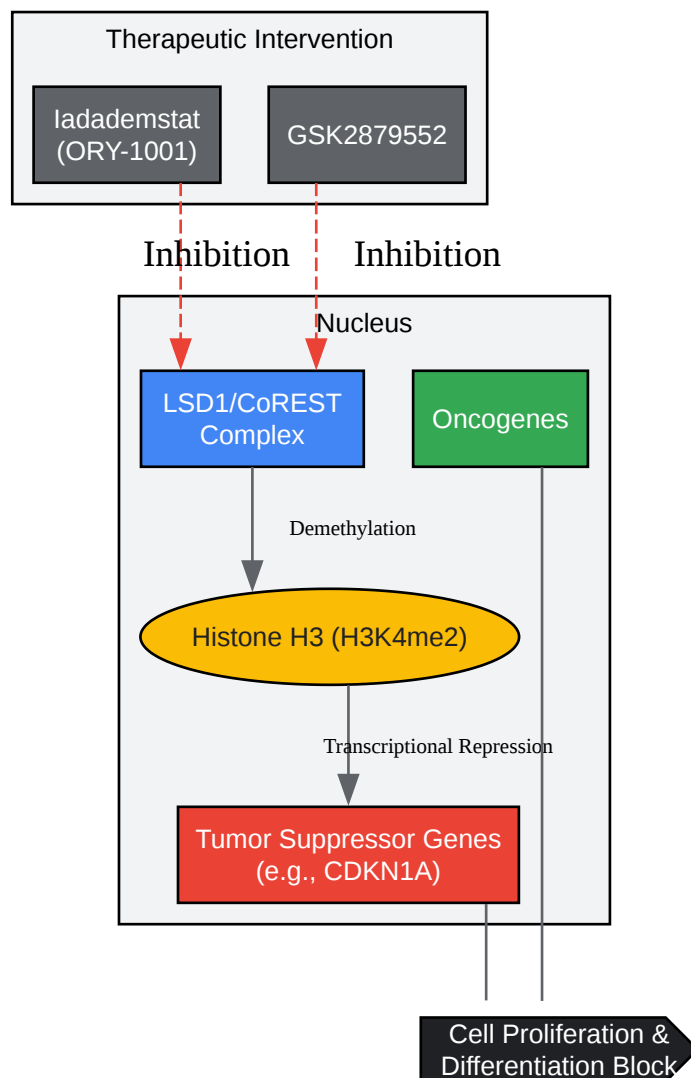 Therapeutic Intervention
Iadademstat
(ORY-1001)
GSK2879552
Inhibition
Inhibition
Nucleus
LSD1/CoREST
Complex
Oncogenes
Demethylation
Histone H3 (H3K4me2)
Transcriptional Repression
Tumor Suppressor Genes
(e.g., CDKN1A)
Cell Proliferation &
Differentiation Block